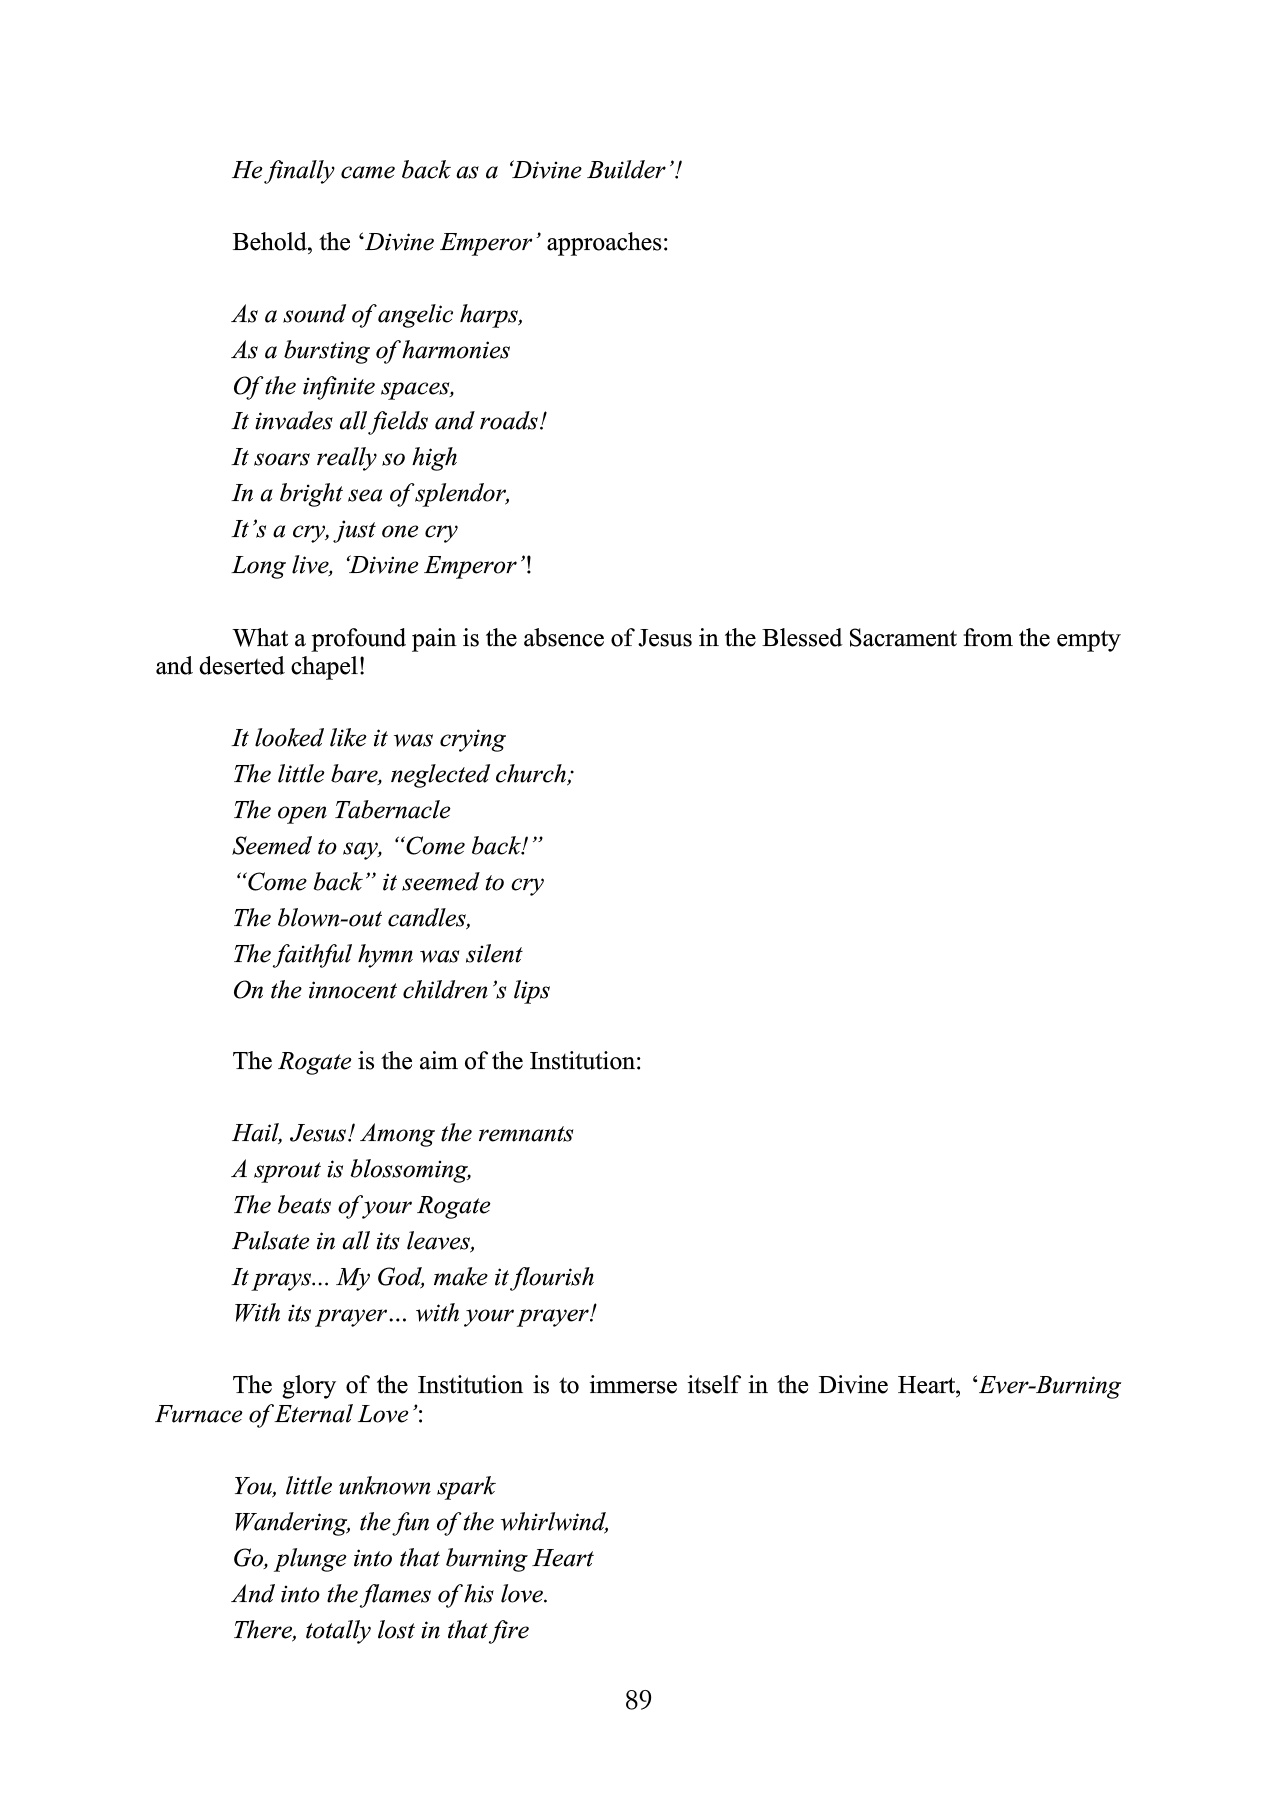 He finally came back as a ‘Divine Builder’!
Behold, the ‘Divine Emperor’ approaches:
As a sound of angelic harps,
As a bursting of harmonies
Of the infinite spaces,
It invades all fields and roads!
It soars really so high
In a bright sea of splendor,
It’s a cry, just one cry
Long live, ‘Divine Emperor’!
What a profound pain is the absence of Jesus in the Blessed Sacrament from the empty
and deserted chapel!
It looked like it was crying
The little bare, neglected church;
The open Tabernacle
Seemed to say, “Come back!”
“Come back” it seemed to cry
The blown-out candles,
The faithful hymn was silent
On the innocent children’s lips
The Rogate is the aim of the Institution:
Hail, Jesus! Among the remnants
A sprout is blossoming,
The beats of your Rogate
Pulsate in all its leaves,
It prays... My God, make it flourish
With its prayer… with your prayer!
The glory of the Institution is to immerse itself in the Divine Heart, ‘Ever-Burning
Furnace of Eternal Love’:
You, little unknown spark
Wandering, the fun of the whirlwind,
Go, plunge into that burning Heart
And into the flames of his love.
There, totally lost in that fire
89